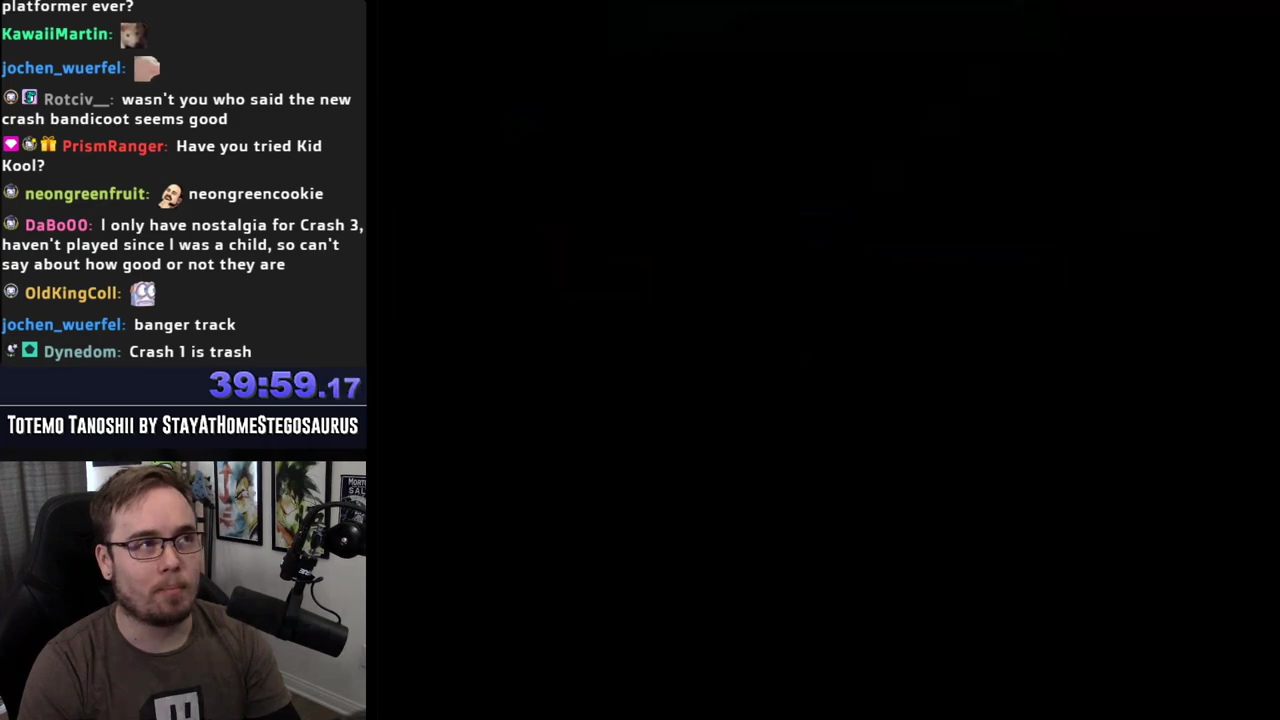 platformer ever?
KawaiiMartin:
jochen_wuerfel:
Rotciv__: wasn't you who said the new
crash bandicoot seems good
PrismRanger: Have you tried Kid
Kool?
neongreenfruit: neongreencookie
DaBo00: I only have nostalgia for Crash 3,
haven't played since I was a child, so can't
say about how good or not they are
OldKingColl:
jochen_wuerfel: banger track
Dynedom: Crash 1 is trash
39:59.17
Totemo Tanoshii by StayAtHomeStegosaurus